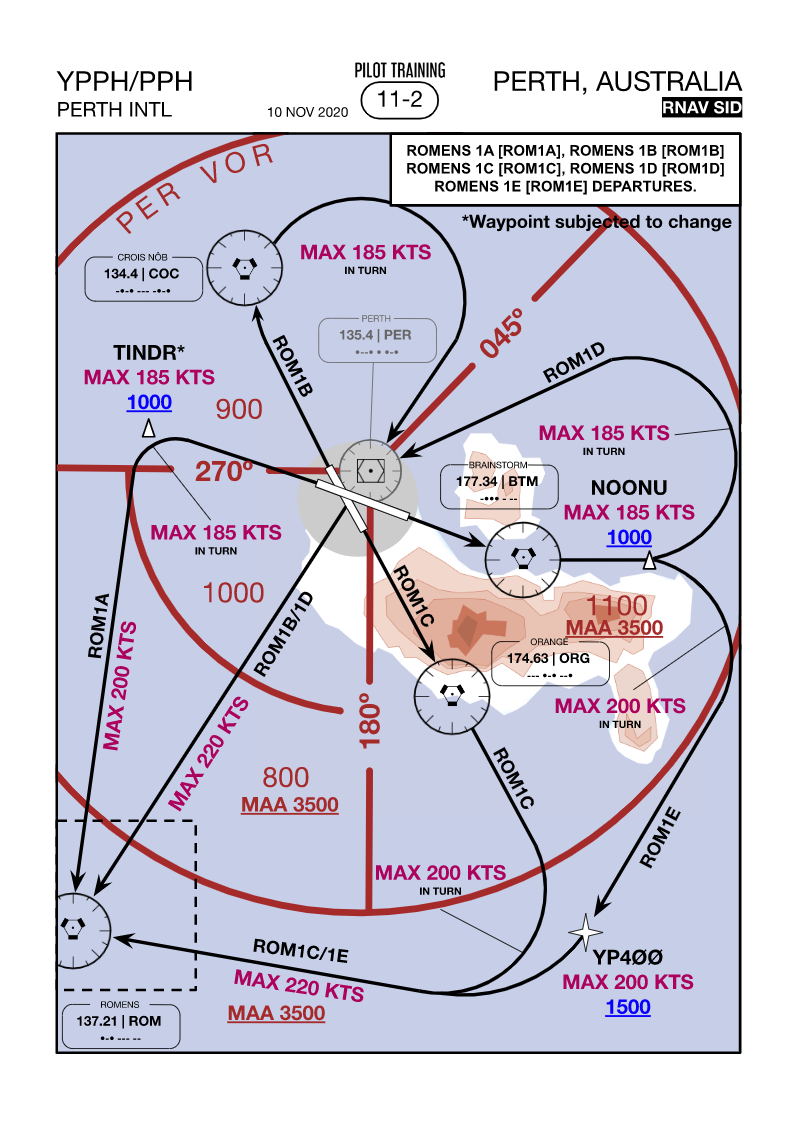 YPPH/PPH
PERTH INTL
10 NOV 2020
PILOT TRAINING
11-2
PERTH, AUSTRALIA
RNAV SID
ROMENS 1A [ROM1A], ROMENS 1B [ROM1B]
ROMENS 1C [ROM1C], ROMENS 1D [ROM1D]
ROMENS 1E [ROM1E] DEPARTURES.
*Waypoint subjected to change
PER VOR
CROIS NÔB
134.4 | COC
-•-• --- -•-•
MAX 185 KTS
IN TURN
PERTH
135.4 | PER
•--• • •-•
045º
ROM1B
ROM1D
TINDR*
MAX 185 KTS
1000
900
MAX 185 KTS
IN TURN
270º
BRAINSTORM
177.34 | BTM
-••• - --
NOONU
MAX 185 KTS
1000
MAX 185 KTS
IN TURN
1000
ROM1A
MAX 200 KTS
ROM1B/1D
MAX 220 KTS
ROM1C
1100
MAA 3500
ORANGE
174.63 | ORG
--- •-• --•
180º
MAX 200 KTS
IN TURN
800
MAA 3500
ROM1C
ROM1E
MAX 200 KTS
IN TURN
ROM1C/1E
MAX 220 KTS
MAA 3500
YP4ØØ
MAX 200 KTS
1500
ROMENS
137.21 | ROM
•-• --- --